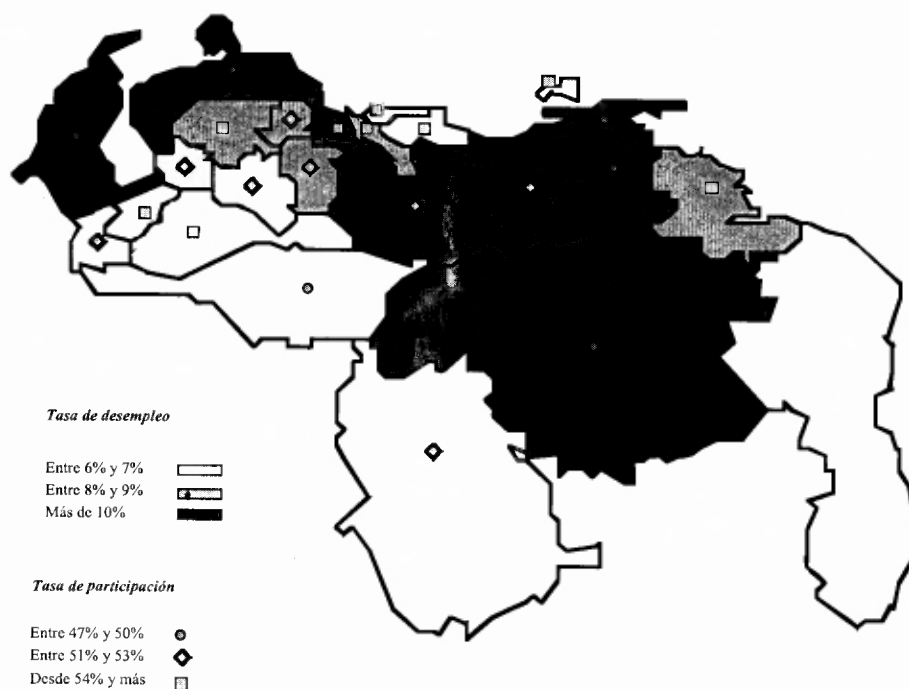 Tasa de desempleo
Entre 6% y 7%
Entre 8% y 9%
Más de 10%
Tasa de participación
Entre 47% y 50%
Entre 51% y 53%
Desde 54% y más